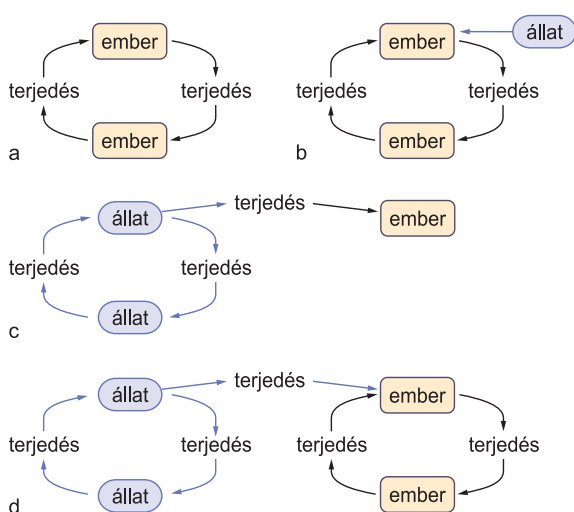 ember
terjedés terjedés
ember
a
ember állat
terjedés terjedés
ember
b
állat terjedés ember
terjedés terjedés
állat
c
állat terjedés ember
terjedés terjedés terjedés terjedés
állat ember
d